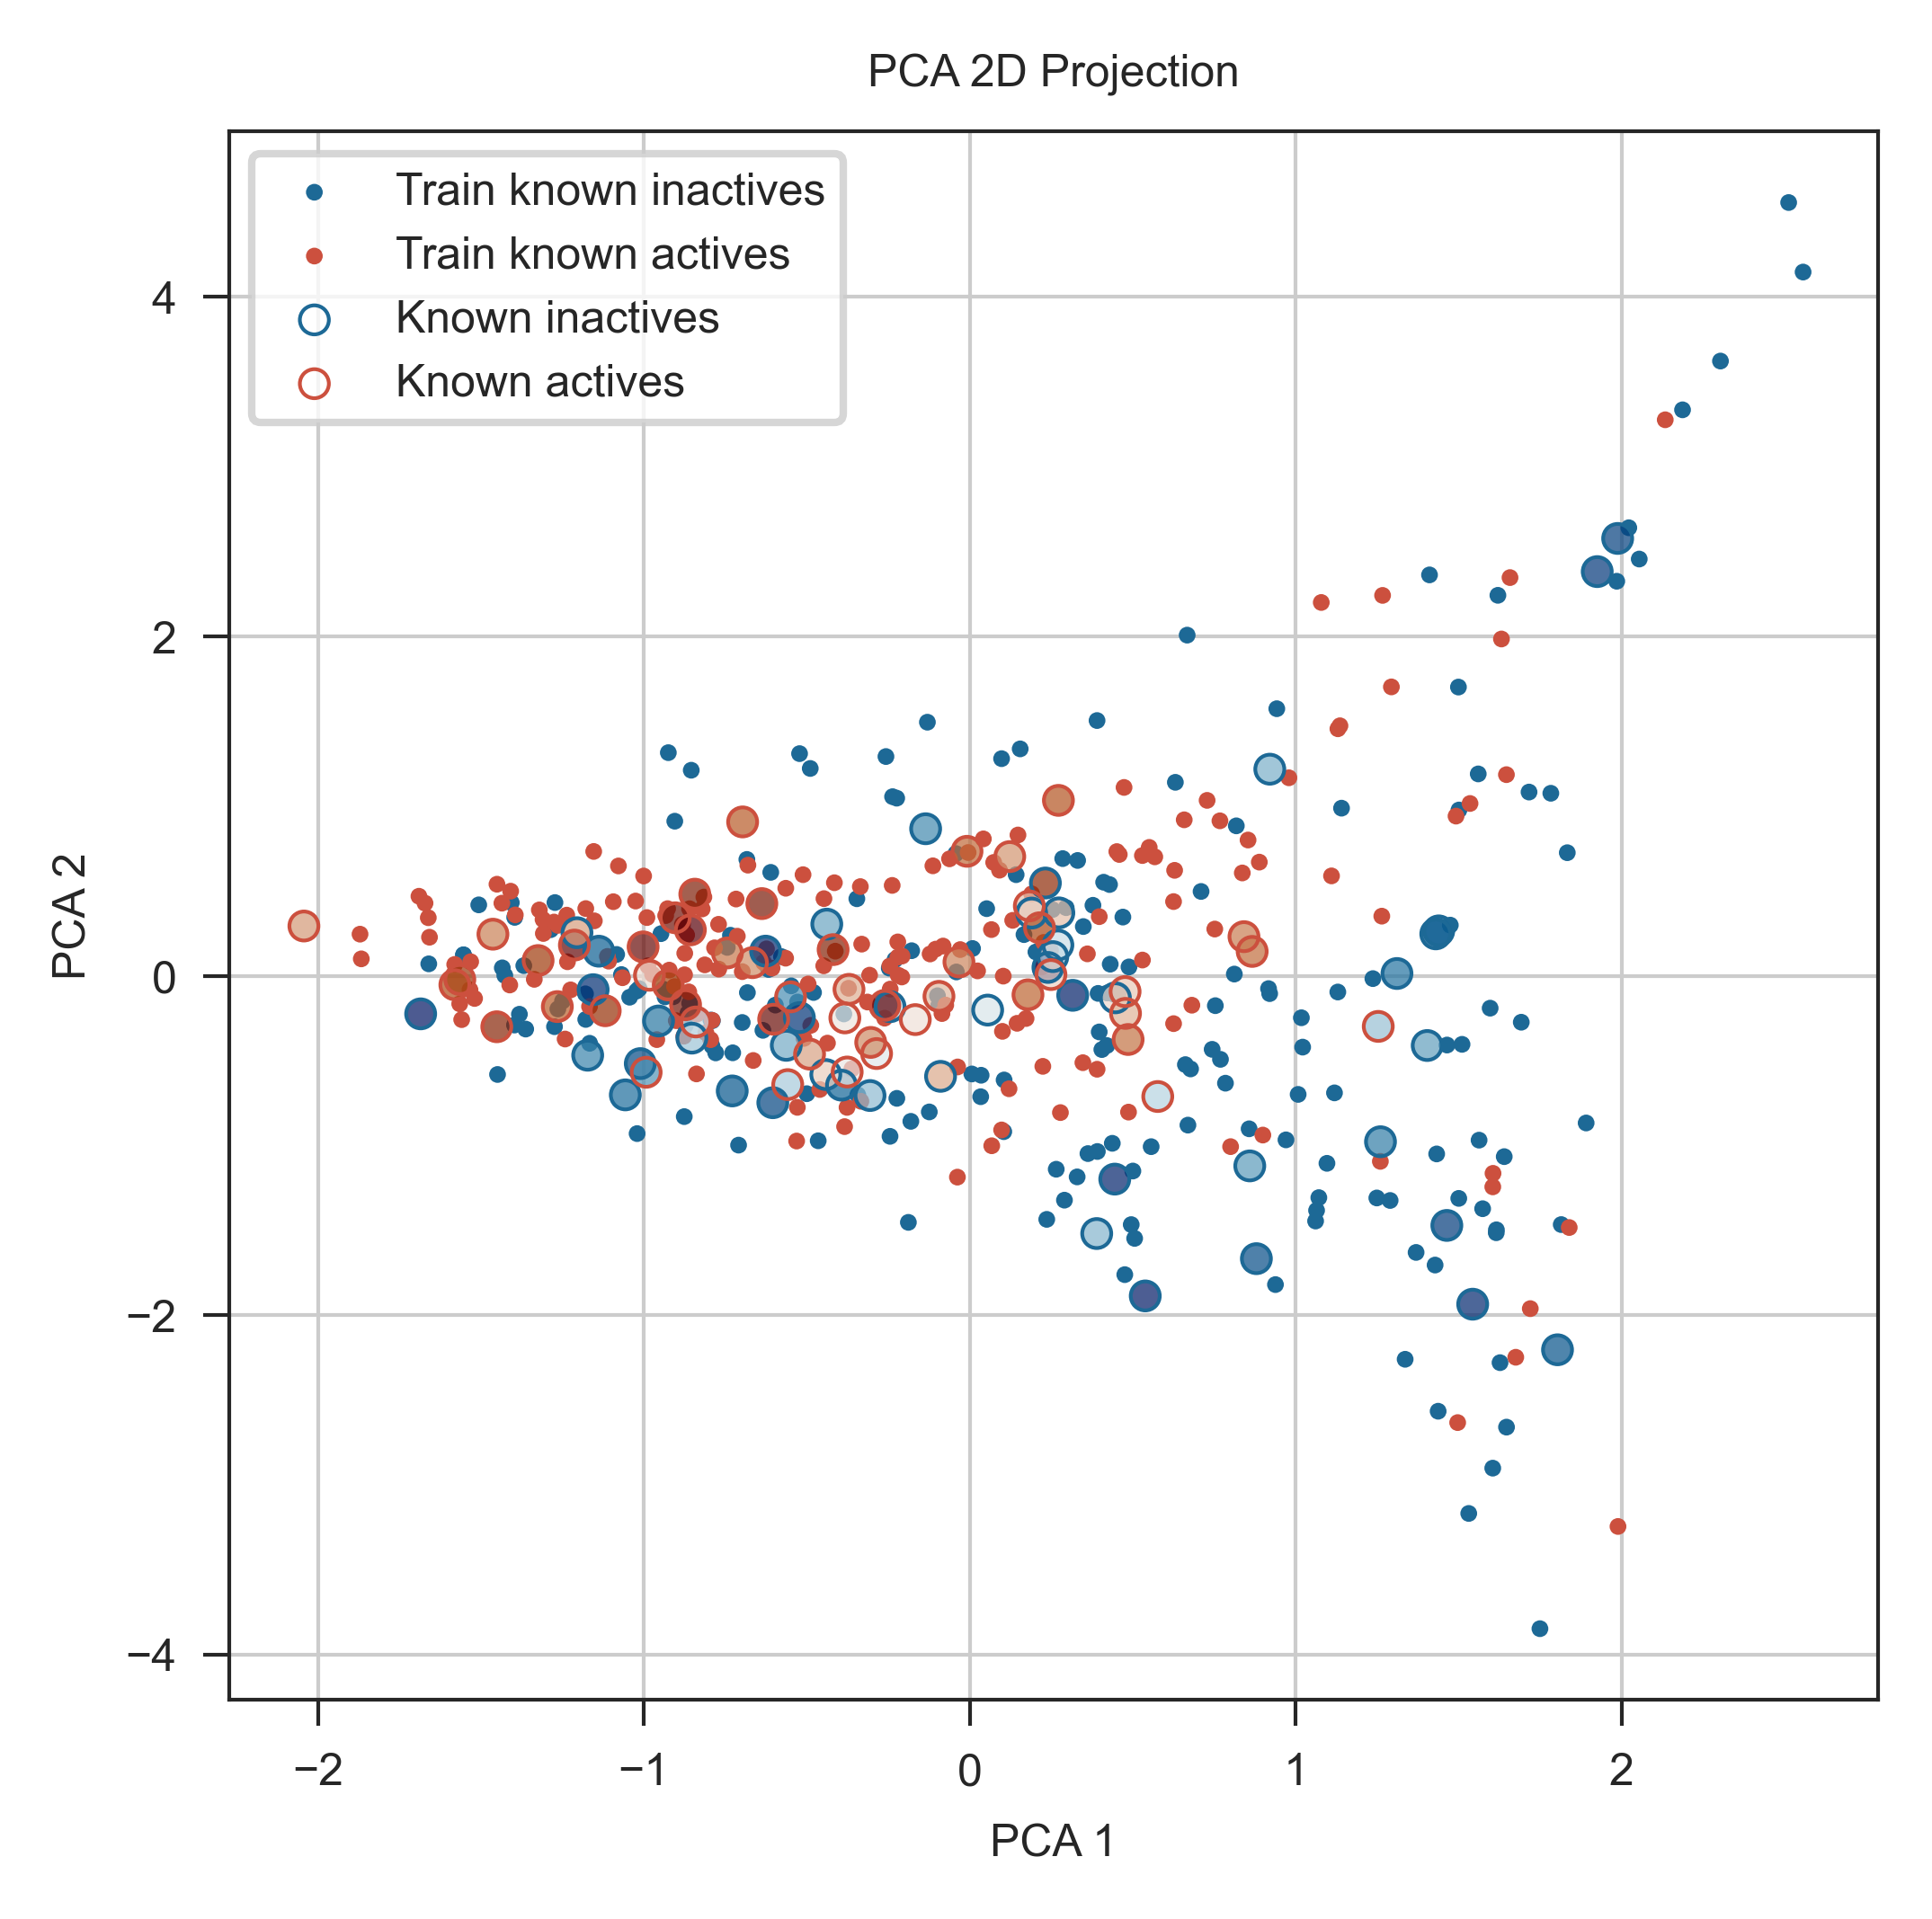 PCA 2D Projection
Train known inactives
Train known actives
Known inactives
Known actives
4
2
0
−2
−4
PCA 2
−2
−1
0
1
2
PCA 1